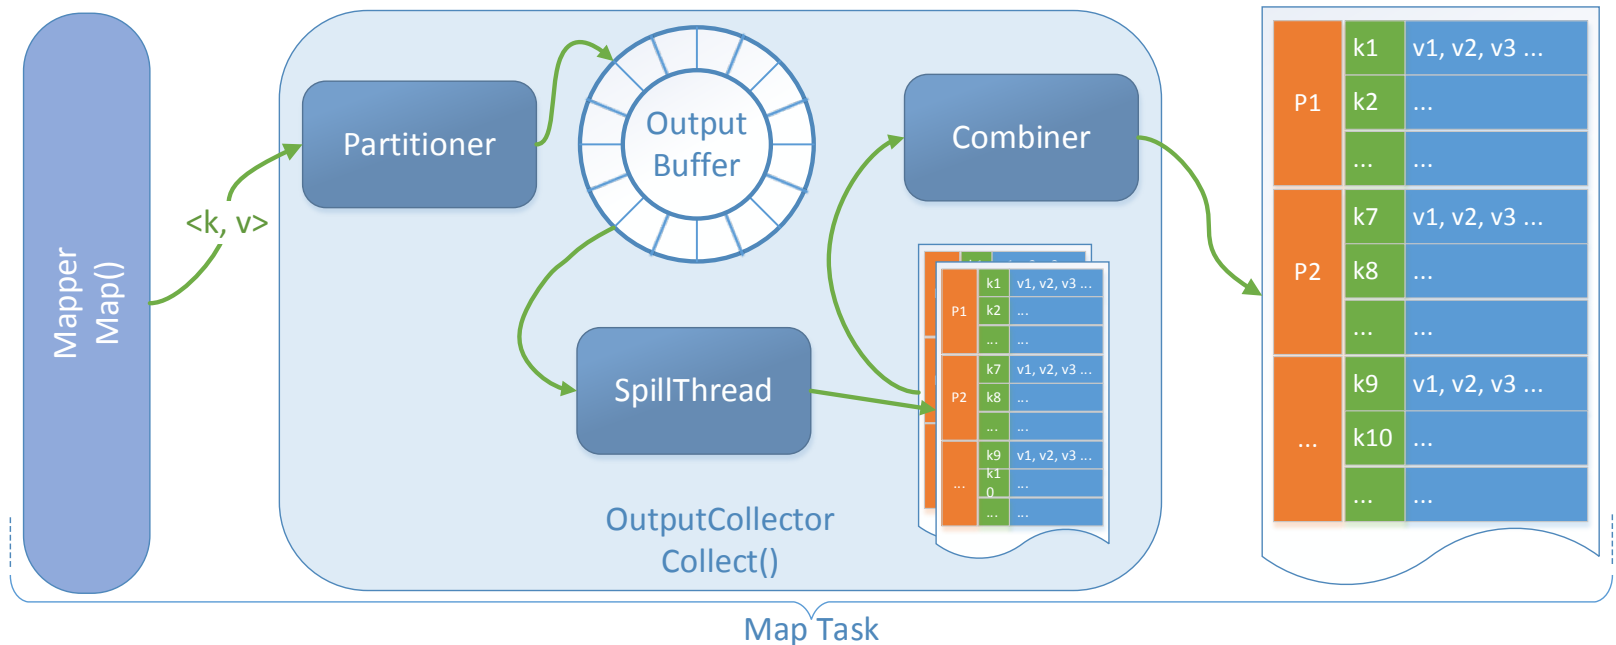 Mapper
Map()
<k, v>
Partitioner
Output
Buffer
SpillThread
Combiner
P1
k1
v1, v2, v3 ...
k2
...
...
...
P2
k7
v1, v2, v3 ...
k8
...
...
...
...
k9
v1, v2, v3 ...
k1
0
...
...
...
OutputCollector
Collect()
P1
k1
v1, v2, v3 ...
k2
...
...
...
P2
k7
v1, v2, v3 ...
k8
...
...
...
...
k9
v1, v2, v3 ...
k10
...
...
...
Map Task